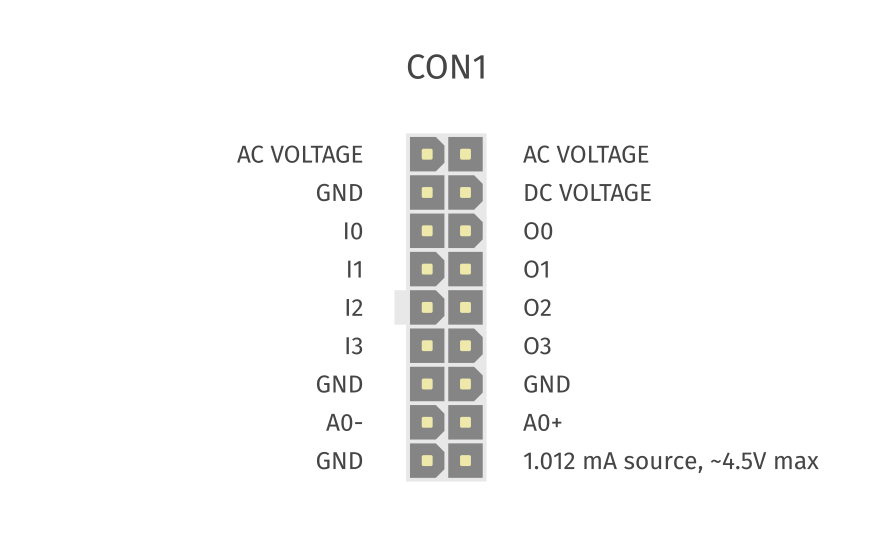 CON1
AC VOLTAGE AC VOLTAGE
GND DC VOLTAGE
I0 O0
I1 O1
I2 O2
I3 O3
GND GND
A0- A0+
GND 1.012 mA source, ~4.5V max